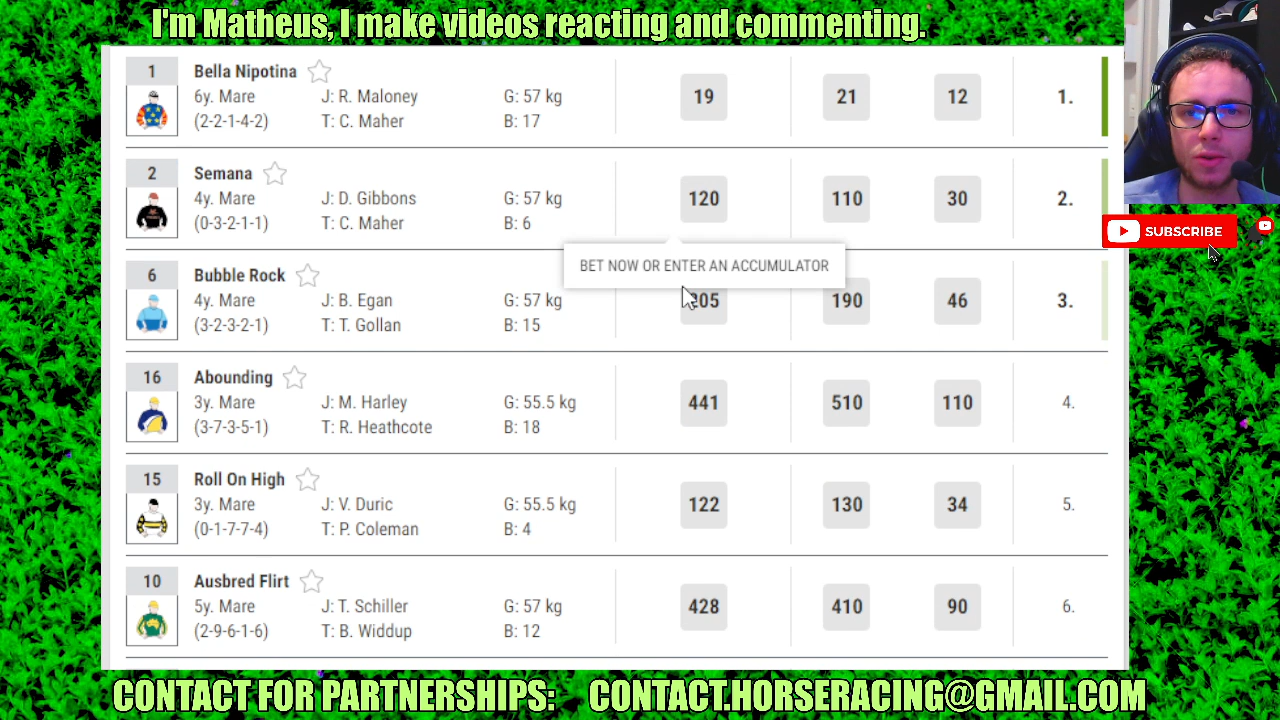 I'm Matheus, I make videos reacting and commenting.
1 Bella Nipotina
6y. Mare J: R. Maloney G: 57 kg 19 21 12 1.
(2-2-1-4-2) T: C. Maher B: 17
2 Semana
4y. Mare J: D. Gibbons G: 57 kg 120 110 30 2.
(0-3-2-1-1) T: C. Maher B: 6
SUBSCRIBE
BET NOW OR ENTER AN ACCUMULATOR
6 Bubble Rock
4y. Mare J: B. Egan G: 57 kg 205 190 46 3.
(3-2-3-2-1) T: T. Gollan B: 15
16 Abounding
3y. Mare J: M. Harley G: 55.5 kg 441 510 110 4.
(3-7-3-5-1) T: R. Heathcote B: 18
15 Roll On High
3y. Mare J: V. Duric G: 55.5 kg 122 130 34 5.
(0-1-7-7-4) T: P. Coleman B: 4
10 Ausbred Flirt
5y. Mare J: T. Schiller G: 57 kg 428 410 90 6.
(2-9-6-1-6) T: B. Widdup B: 12
CONTACT FOR PARTNERSHIPS: CONTACT.HORSERACING@GMAIL.COM